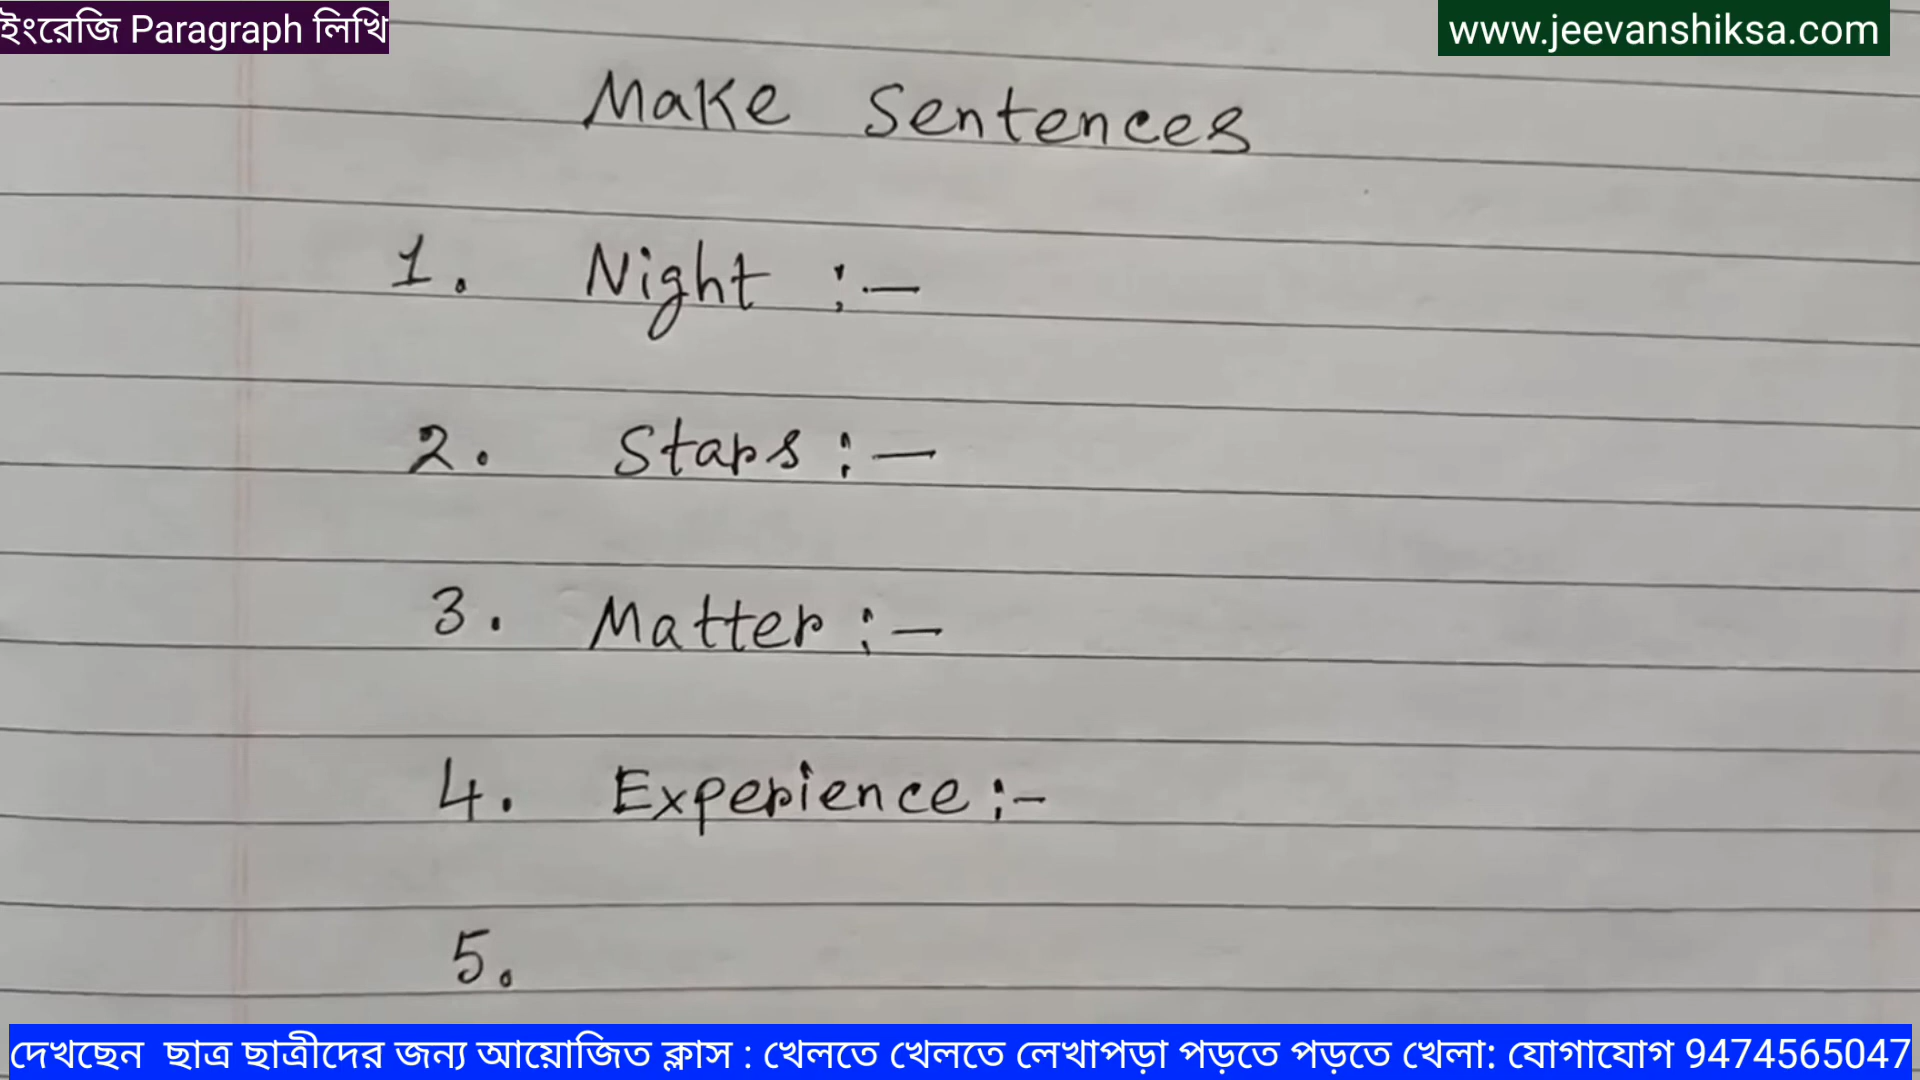 ইংরেজি Paragraph লিখি
www.jeevanshiksa.com
Make Sentences
1. Night :-
2. Stars :-
3. Matter :-
4. Experience :-
5.
দেখছেন ছাত্র ছাত্রীদের জন্য আয়োজিত ক্লাস : খেলতে খেলতে লেখাপড়া পড়তে পড়তে খেলা: যোগাযোগ 9474565047